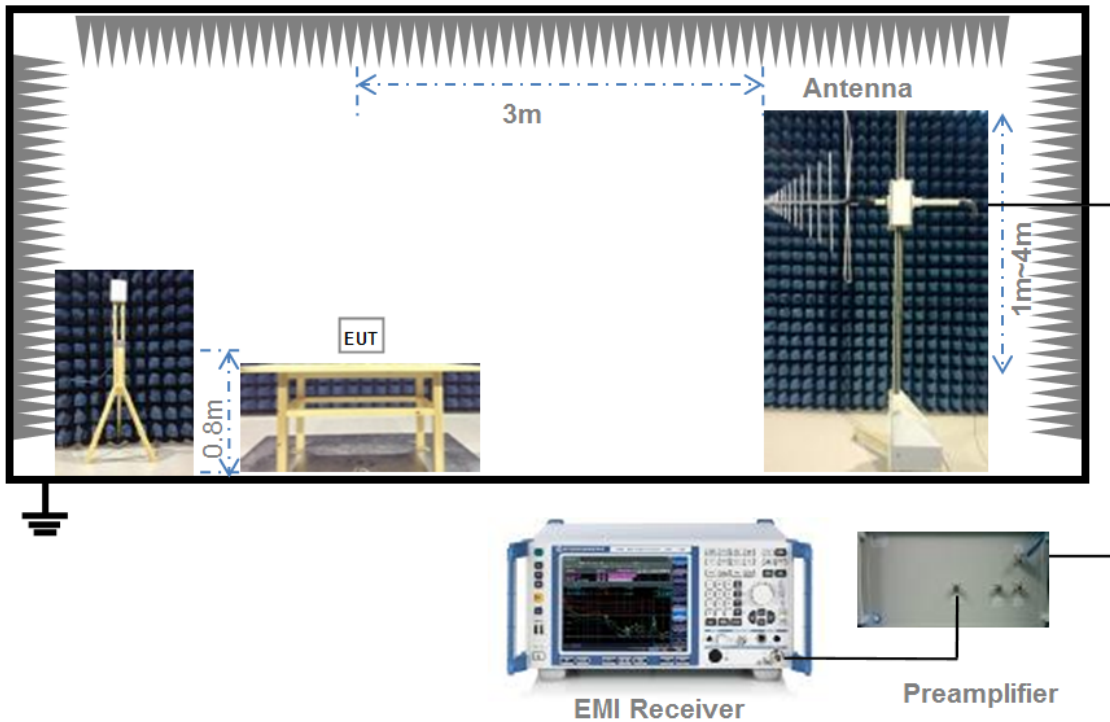 Antenna
3m
1m~4m
EUT
0.8m
EMI Receiver
Preamplifier